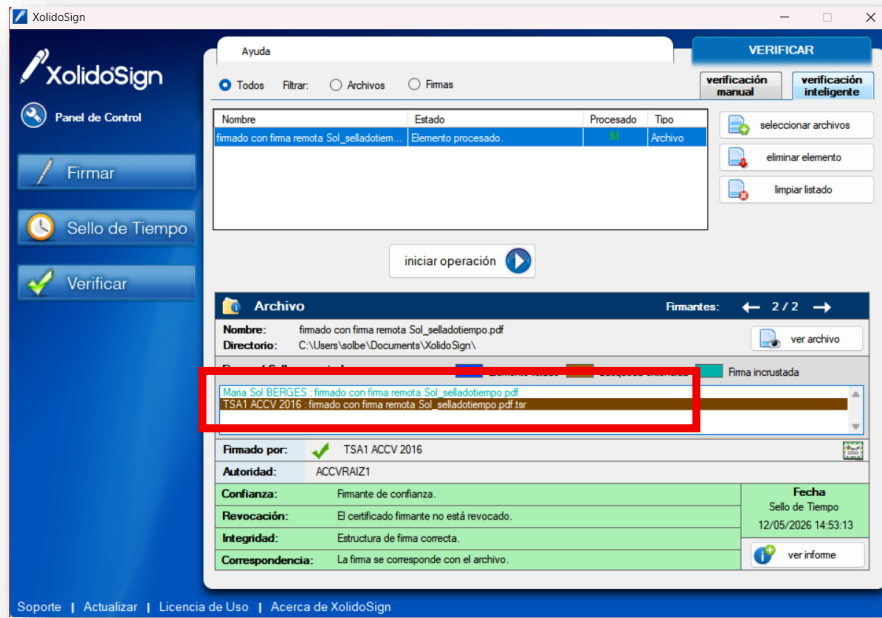 XolidoSign
XolidoSign
Ayuda
VERIFICAR
Todos Filtrar: Archivos Firmas
verificación manual
verificación inteligente
Panel de Control
Nombre Estado Procesado Tipo
firmado con firma remota Sol_selladotiem... Elemento procesado. SI Archivo
seleccionar archivos
eliminar elemento
limpiar listado
Firmar
Sello de Tiempo
Verificar
iniciar operación
Archivo Firmantes: 2 / 2
Nombre: firmado con firma remota Sol_selladotiempo.pdf
Directorio: C:\Users\solbe\Documents\XolidoSign\
ver archivo
Firma incrustada
Maria Sol BERGES : firmado con firma remota Sol_selladotiempo.pdf
TSA1 ACCV 2016 : firmado con firma remota Sol_selladotiempo.pdf.tsr
Firmado por: TSA1 ACCV 2016
Autoridad: ACCVRAIZ1
Confianza: Firmante de confianza.
Revocación: El certificado firmante no está revocado.
Integridad: Estructura de firma correcta.
Correspondencia: La firma se corresponde con el archivo.
Fecha
Sello de Tiempo
12/05/2026 14:53:13
ver informe
Soporte | Actualizar | Licencia de Uso | Acerca de XolidoSign